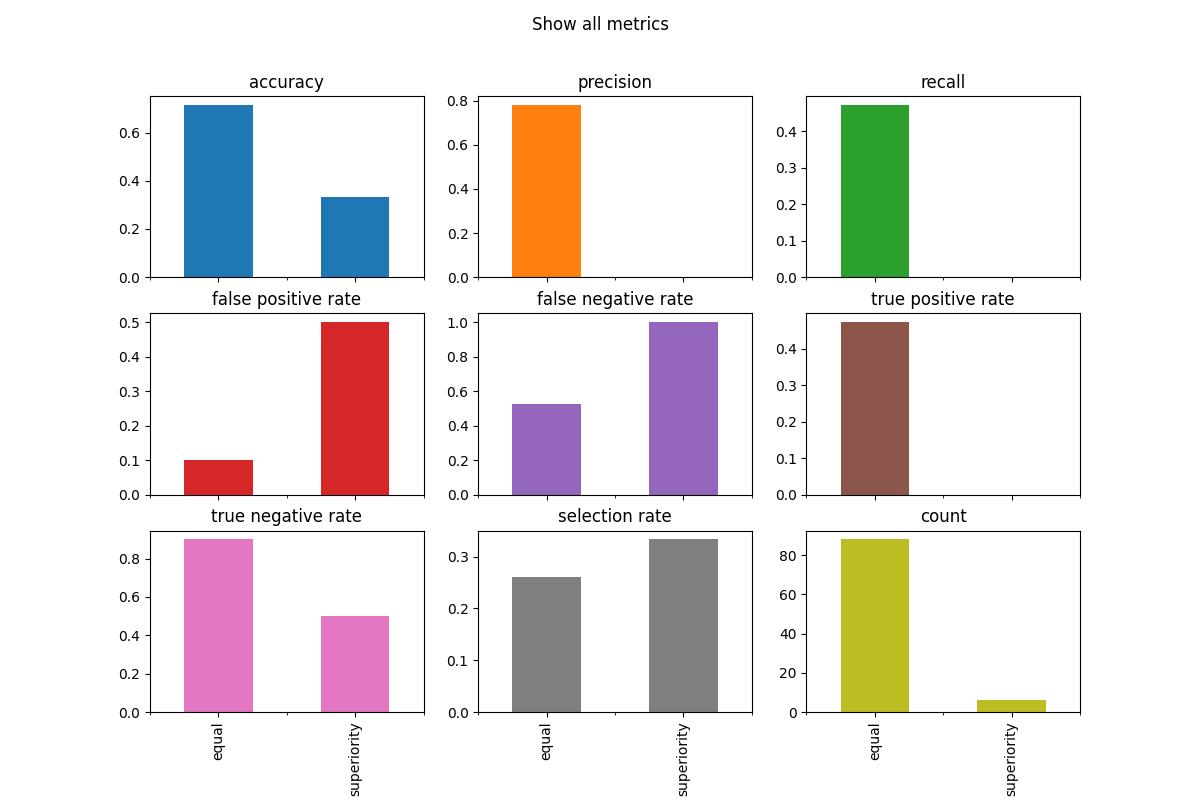 Show all metrics
accuracy
0.6
0.4
0.2
0.0
precision
0.8
0.6
0.4
0.2
0.0
recall
0.4
0.3
0.2
0.1
0.0
false positive rate
0.5
0.4
0.3
0.2
0.1
0.0
false negative rate
1.0
0.8
0.6
0.4
0.2
0.0
true positive rate
0.4
0.3
0.2
0.1
0.0
true negative rate
0.8
0.6
0.4
0.2
0.0
equal
superiority
selection rate
0.3
0.2
0.1
0.0
equal
superiority
count
80
60
40
20
0
equal
superiority